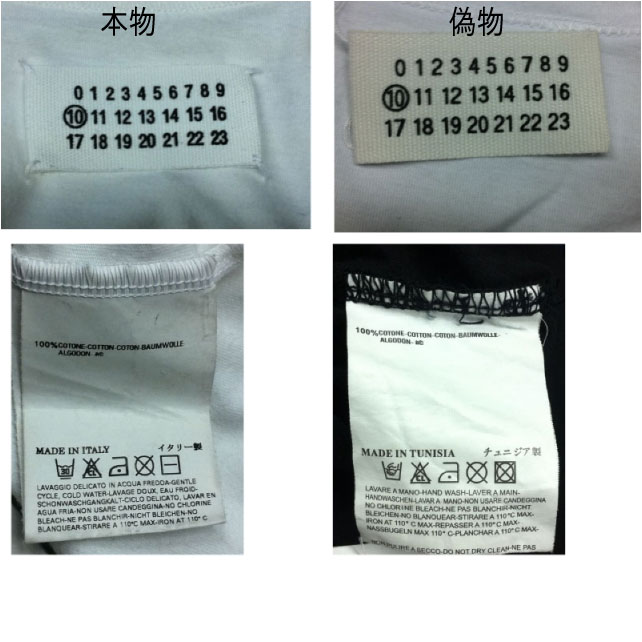 本物
0 1 2 3 4 5 6 7 8 9
10 11 12 13 14 15 16
17 18 19 20 21 22 23
偽物
0 1 2 3 4 5 6 7 8 9
10 11 12 13 14 15 16
17 18 19 20 21 22 23
100%COTONE-COTTON-COTON-BAUMWOLLE-
ALGODON-綿
MADE IN ITALY イタリー製
LAVAGGIO DELICATO IN ACQUA FREDDA-GENTLE
CYCLE, COLD WATER-LAVAGE DOUX, EAU FROID-
SCHONWASCHGANGKALT-CICLO DELICATO, LAVAR EN
AGUA FRIA-NON USARE CANDEGGINA-NO CHLORINE
BLEACH-NE PAS BLANCHIR-NICHT BLEICHEN-NO
BLANQUEAR-STIRARE A 110°C MAX-IRON AT 110° C
100%COTONE-COTTON-COTON-BAUMWOLLE-
ALGODON-綿
MADE IN TUNISIA チュニジア製
LAVARE A MANO-HAND WASH-LAVER A MAIN-
HANDWASCHEN-LAVAR A MANO-NON USARE CANDEGGINA
NO CHLORINE BLEACH-NE PAS BLANCHIR-NICHT
BLEICHEN-NO BLANQUEAR-STIRARE A 110°C MAX-
IRON AT 110° C MAX-REPASSER A 110°C MAX-
NASSBUGELN MAX 110° C-PLANCHAR A 110°C MAX-
A SECCO-DO NOT DRY CLEAN-NE PAS